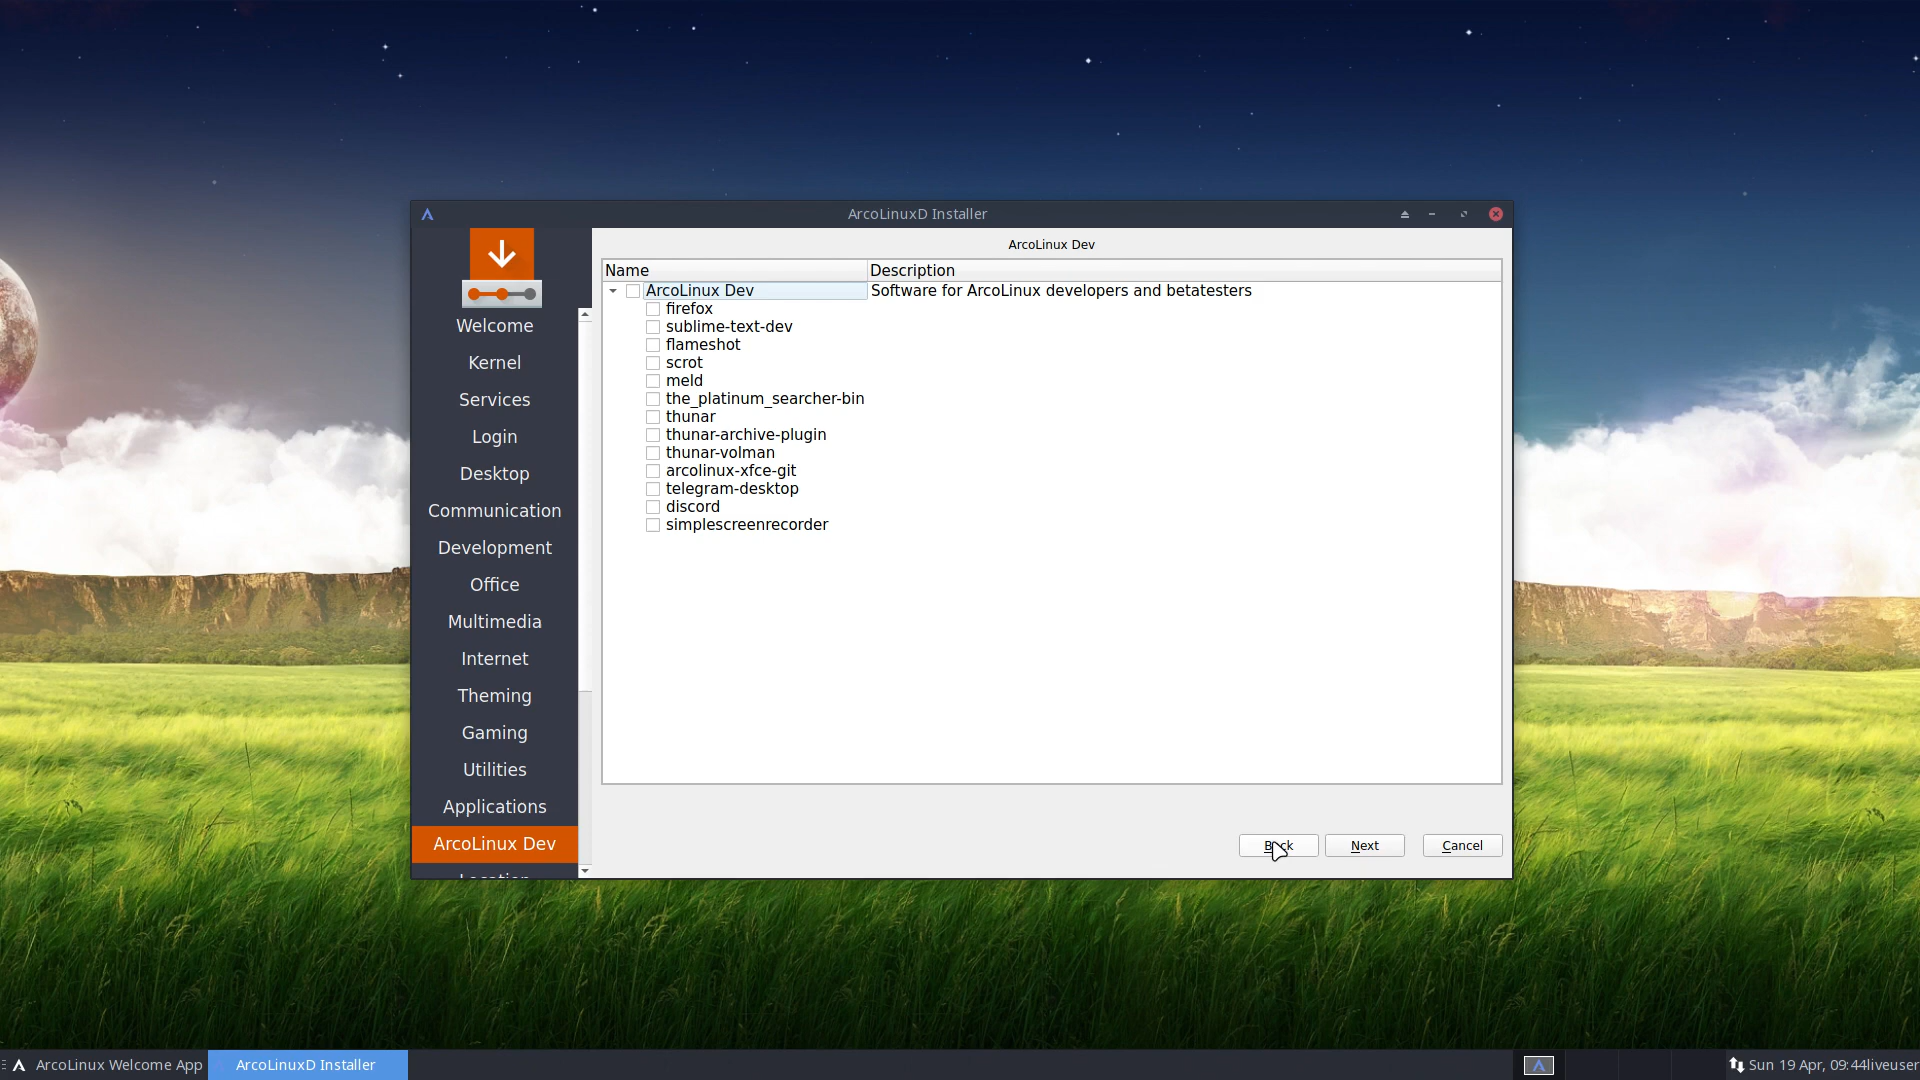 ArcoLinuxD Installer
Welcome
Kernel
Services
Login
Desktop
Communication
Development
Office
Multimedia
Internet
Theming
Gaming
Utilities
Applications
ArcoLinux Dev
Location
ArcoLinux Dev
Name Description
ArcoLinux Dev Software for ArcoLinux developers and betatesters
firefox
sublime-text-dev
flameshot
scrot
meld
the_platinum_searcher-bin
thunar
thunar-archive-plugin
thunar-volman
arcolinux-xfce-git
telegram-desktop
discord
simplescreenrecorder
Back Next Cancel
ArcoLinux Welcome App ArcoLinuxD Installer Sun 19 Apr, 09:44liveuser